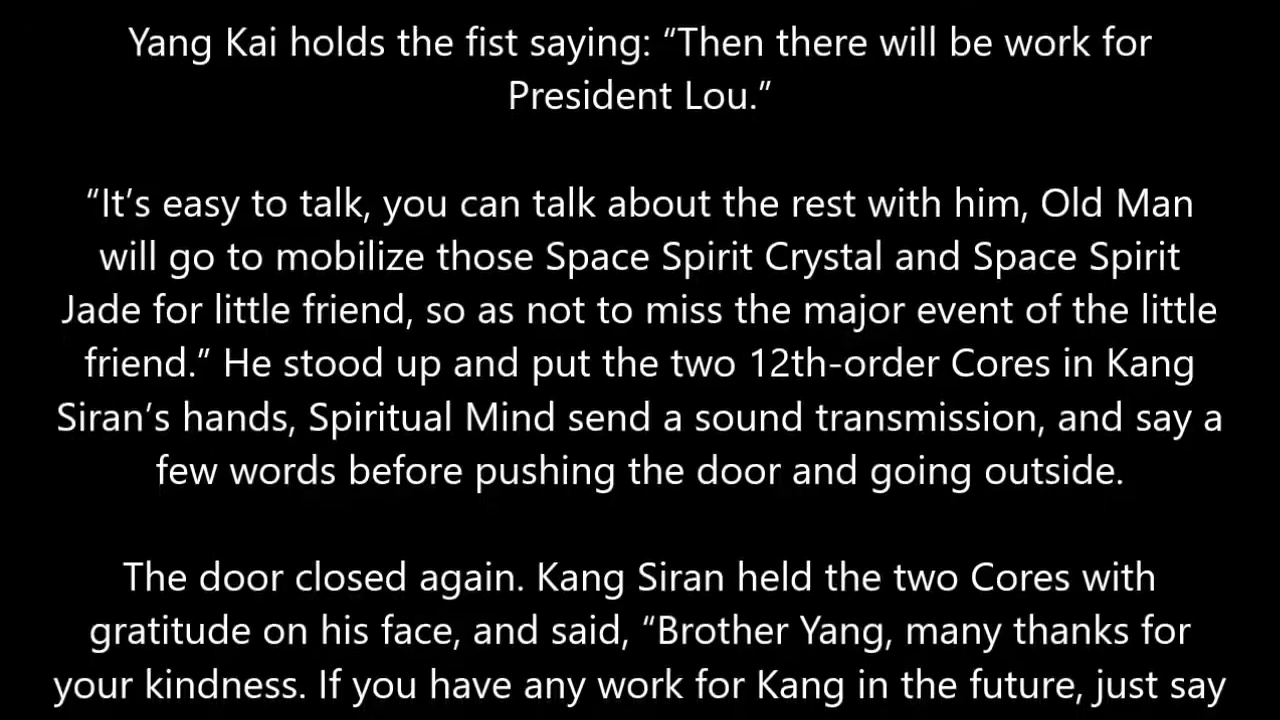 Yang Kai holds the fist saying: “Then there will be work for
President Lou.”
“It’s easy to talk, you can talk about the rest with him, Old Man
will go to mobilize those Space Spirit Crystal and Space Spirit
Jade for little friend, so as not to miss the major event of the little
friend.” He stood up and put the two 12th-order Cores in Kang
Siran’s hands, Spiritual Mind send a sound transmission, and say a
few words before pushing the door and going outside.
The door closed again. Kang Siran held the two Cores with
gratitude on his face, and said, “Brother Yang, many thanks for
your kindness. If you have any work for Kang in the future, just say